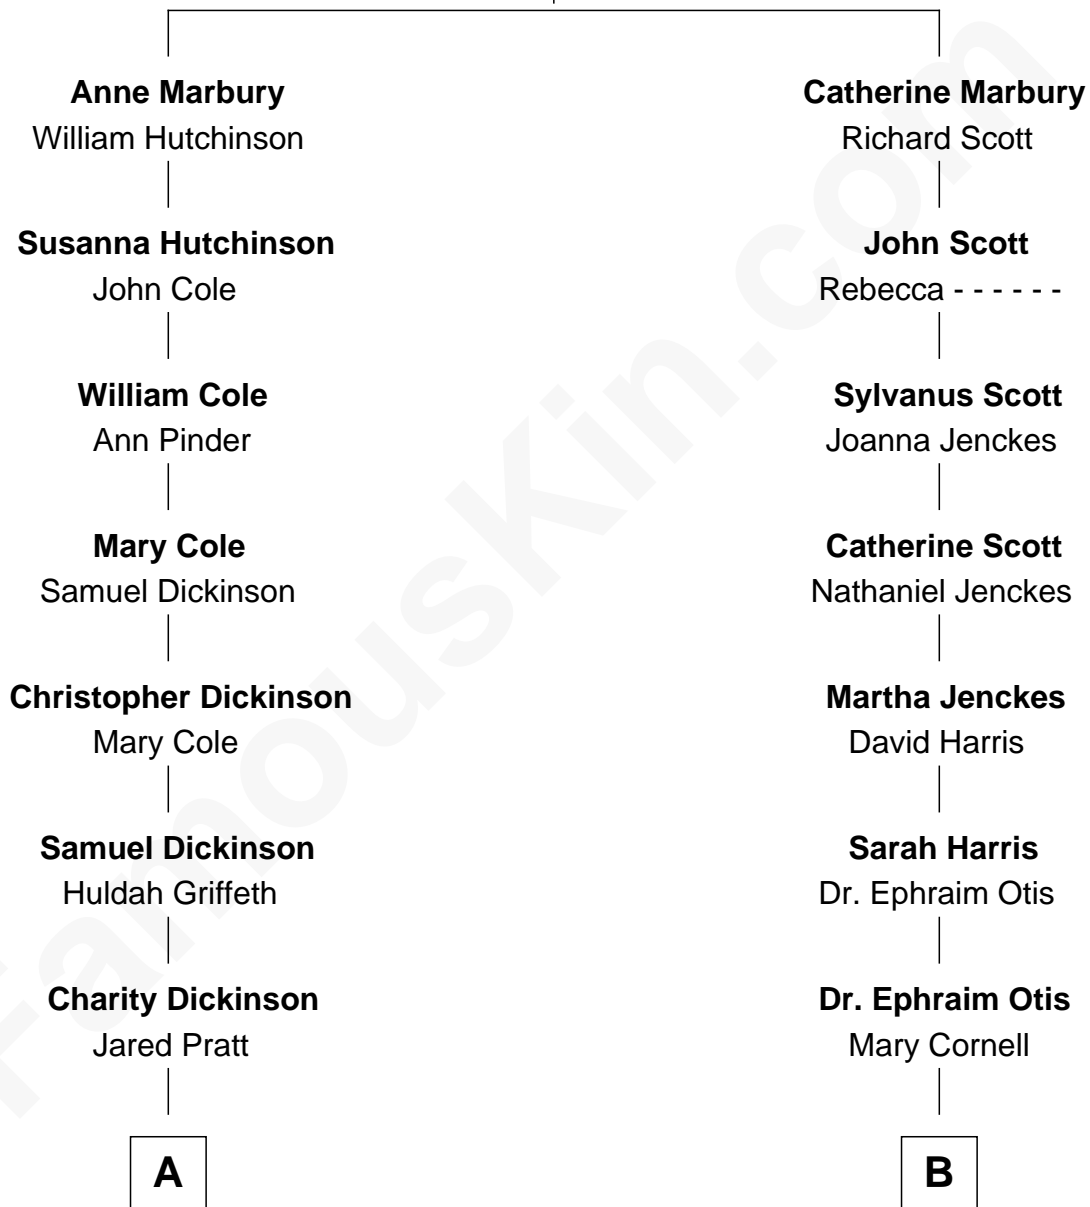 Anne Marbury
William Hutchinson
Catherine Marbury
Richard Scott
Susanna Hutchinson
John Cole
John Scott
Rebecca - - - - - -
William Cole
Ann Pinder
Sylvanus Scott
Joanna Jenckes
Mary Cole
Samuel Dickinson
Catherine Scott
Nathaniel Jenckes
Christopher Dickinson
Mary Cole
Martha Jenckes
David Harris
Samuel Dickinson
Huldah Griffeth
Sarah Harris
Dr. Ephraim Otis
Charity Dickinson
Jared Pratt
Dr. Ephraim Otis
Mary Cornell
A
B
FamousKin.com